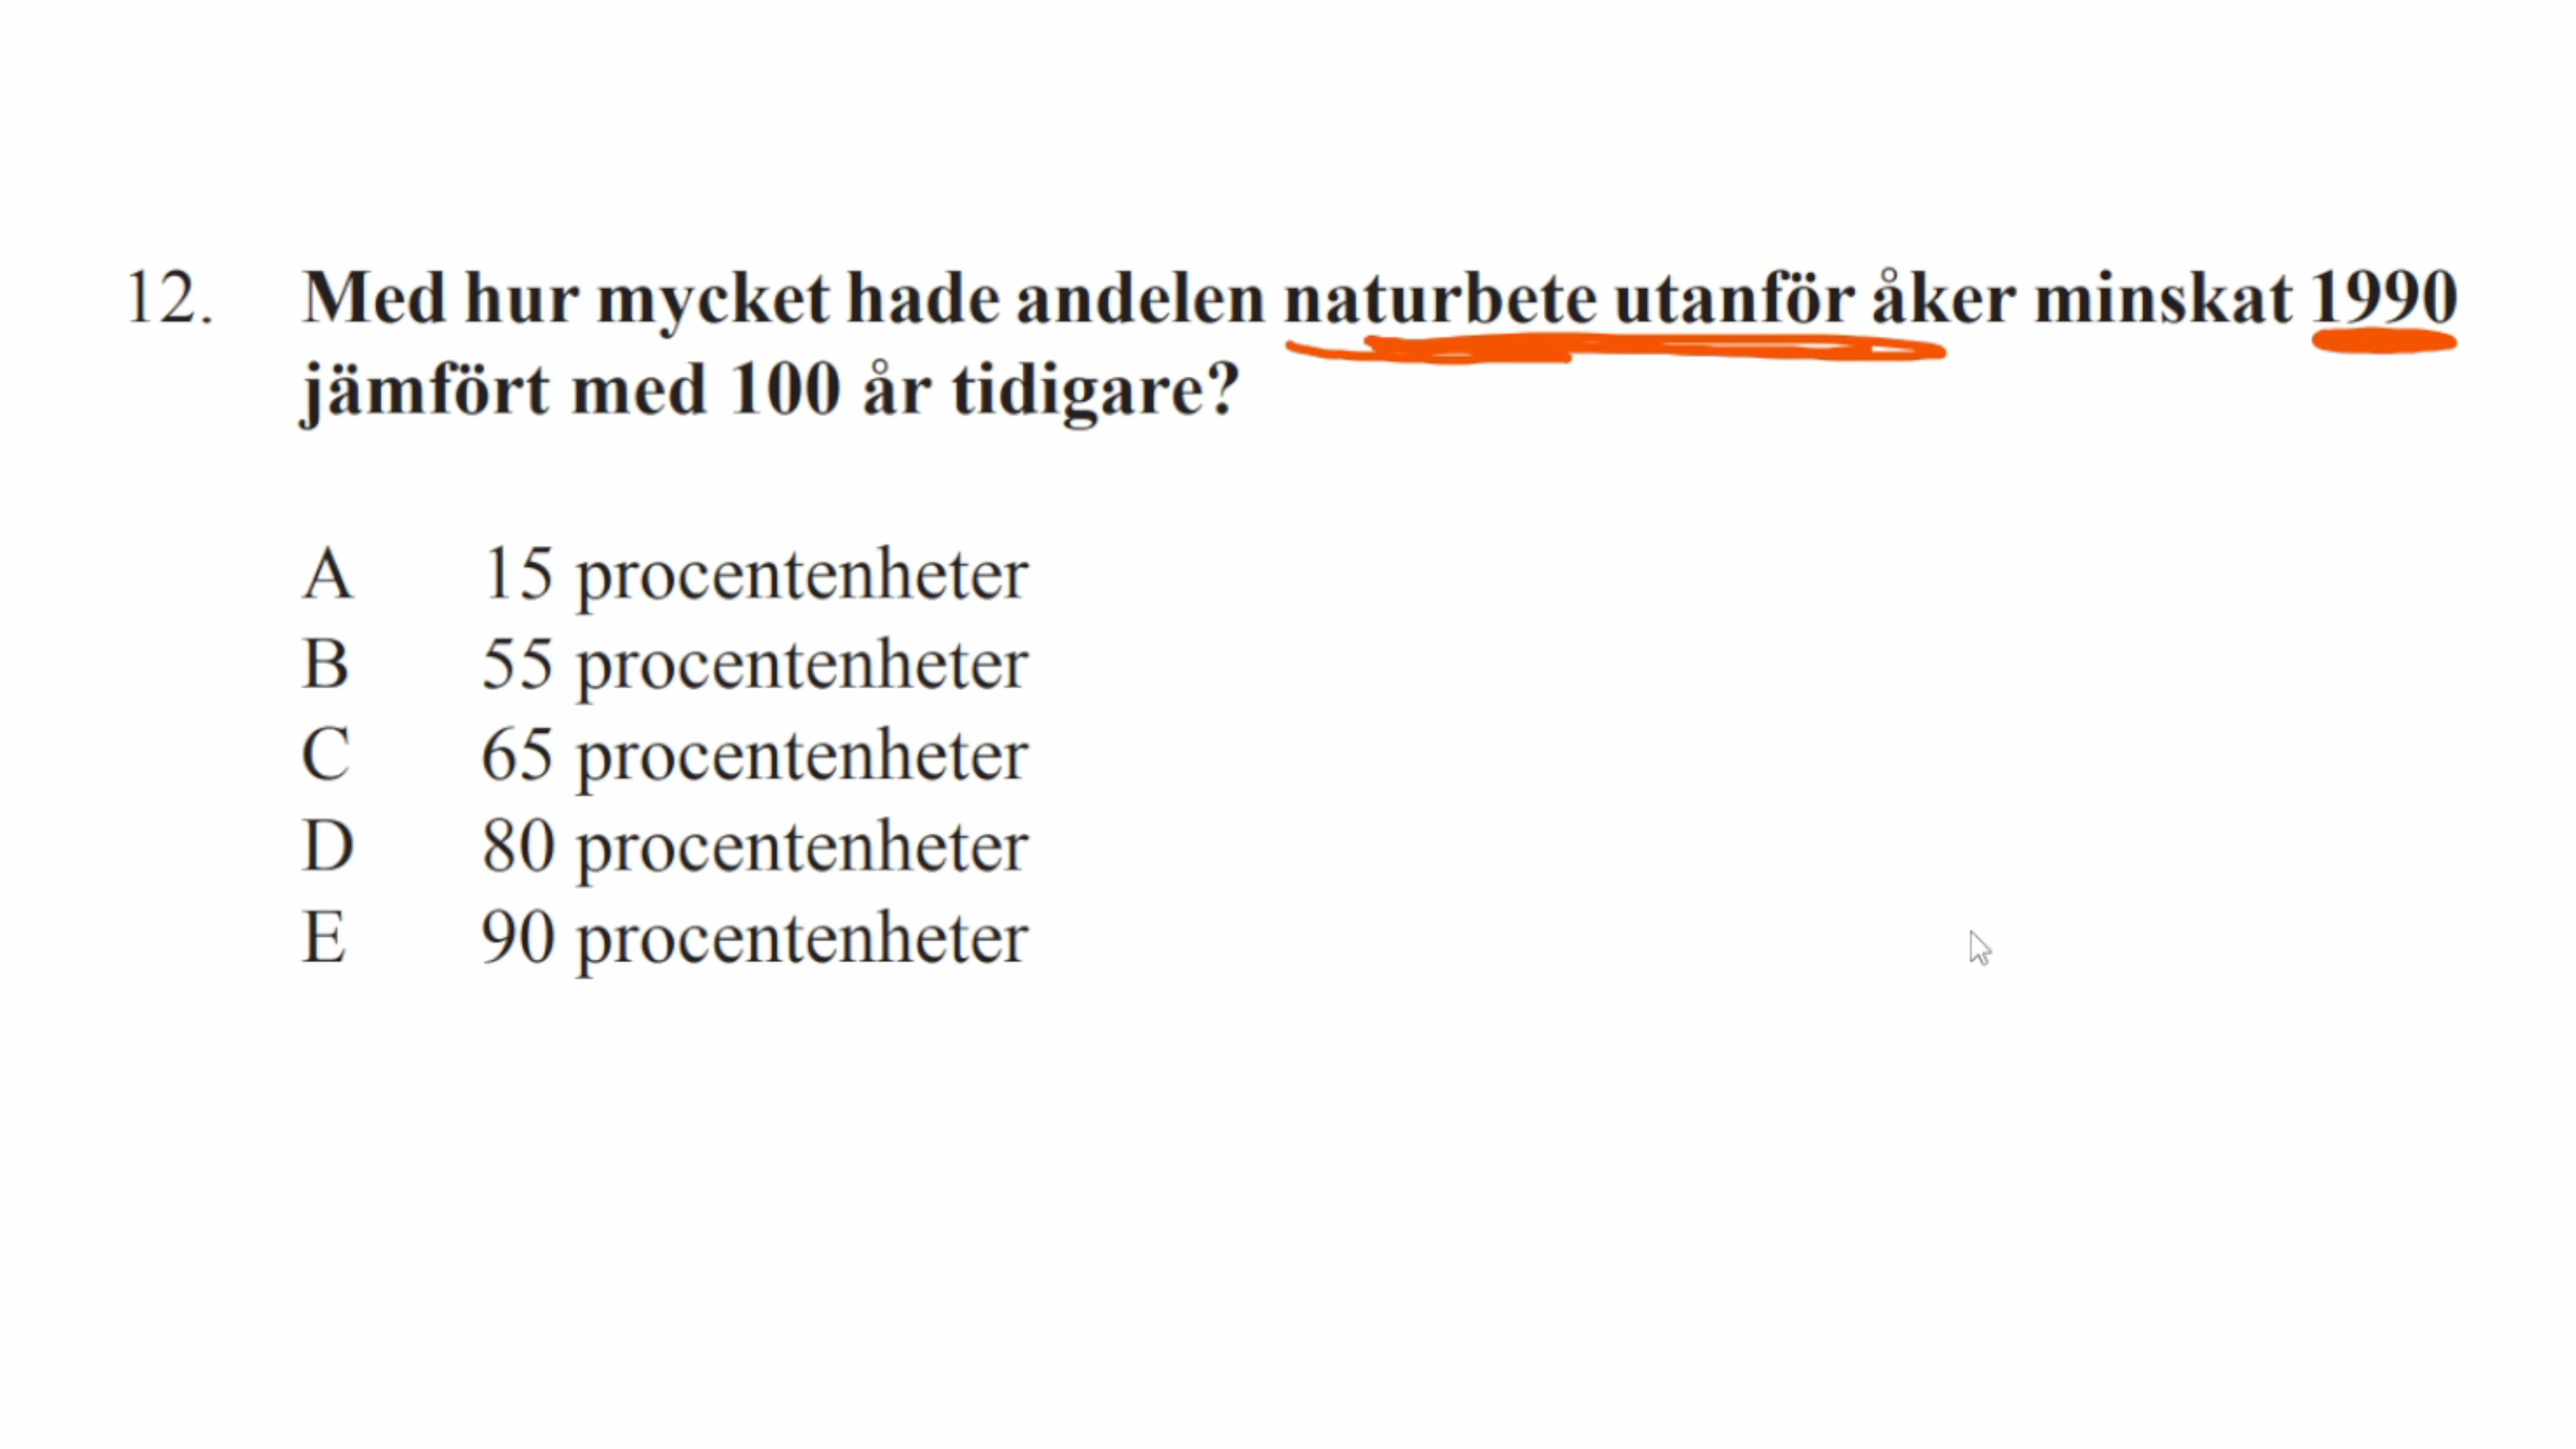 12. Med hur mycket hade andelen naturbete utanför åker minskat 1990
jämfört med 100 år tidigare?
A 15 procentenheter
B 55 procentenheter
C 65 procentenheter
D 80 procentenheter
E 90 procentenheter